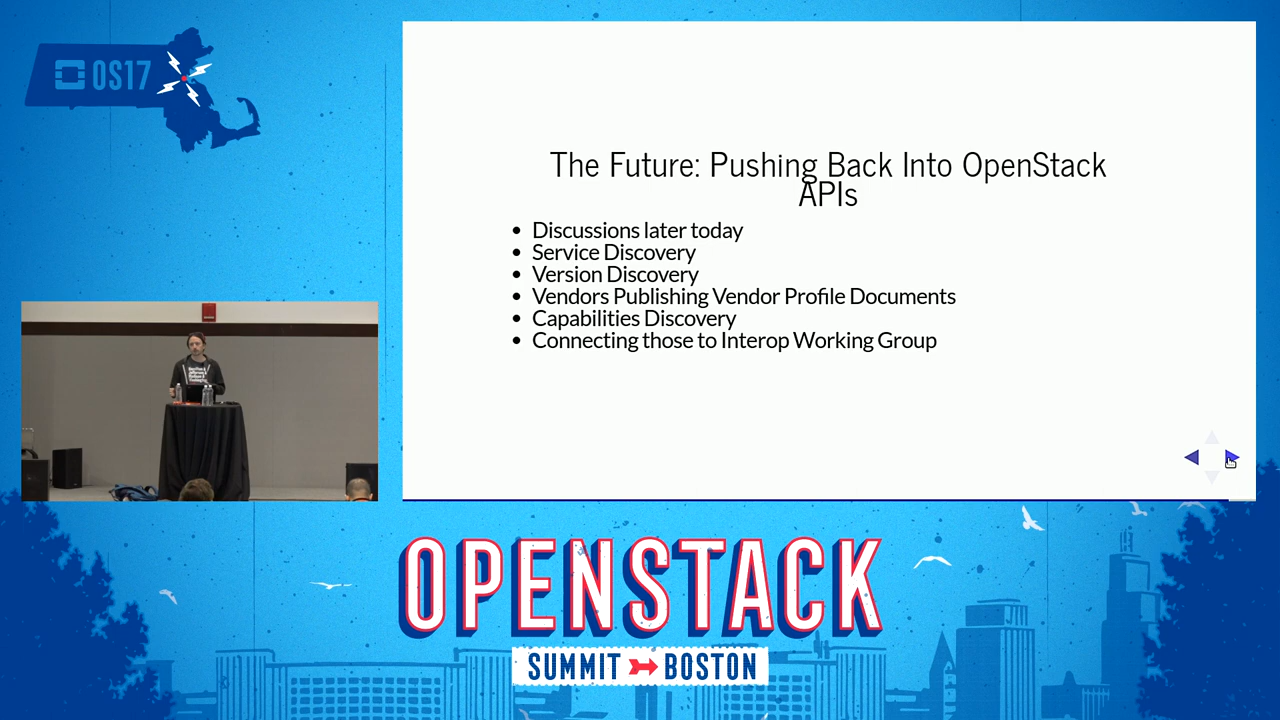 OS17
The Future: Pushing Back Into OpenStack
APIs
Discussions later today
Service Discovery
Version Discovery
Vendors Publishing Vendor Profile Documents
Capabilities Discovery
Connecting those to Interop Working Group
OPENSTACK
SUMMIT BOSTON